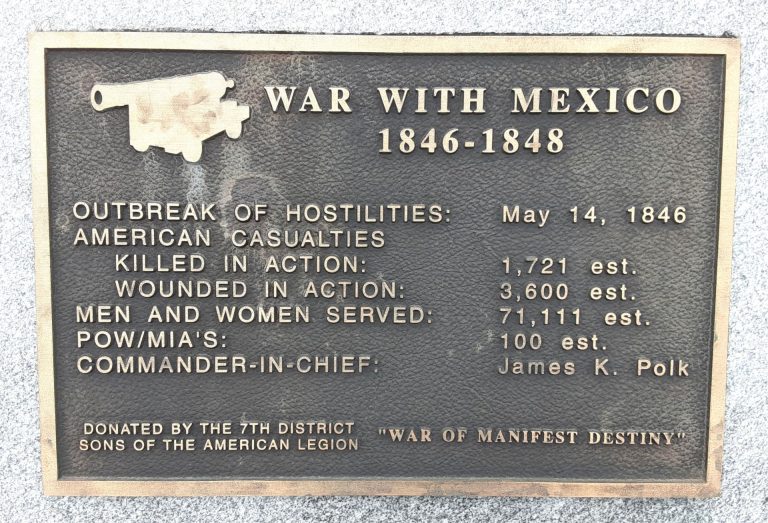 WAR WITH MEXICO
1846-1848
OUTBREAK OF HOSTILITIES: May 14, 1846
AMERICAN CASUALTIES
KILLED IN ACTION: 1,721 est.
WOUNDED IN ACTION: 3,600 est.
MEN AND WOMEN SERVED: 71,111 est.
POW/MIA'S: 100 est.
COMMANDER-IN-CHIEF: James K. Polk
DONATED BY THE 7TH DISTRICT
SONS OF THE AMERICAN LEGION
"WAR OF MANIFEST DESTINY"